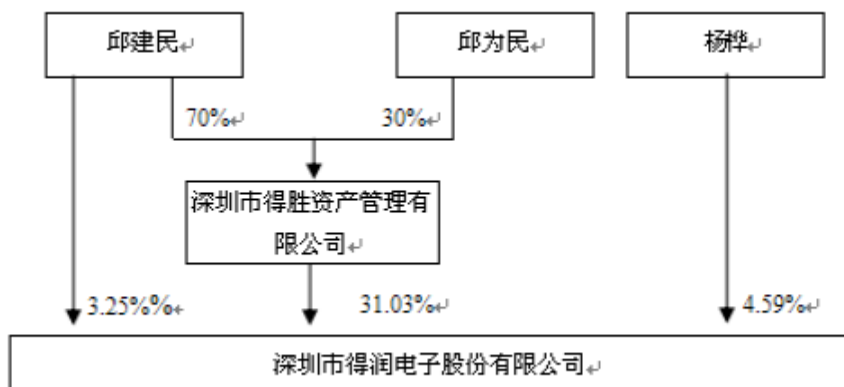 邱建民↵
邱为民↵
杨桦↵
70%↵
30%↵
深圳市得胜资产管理有
限公司↵
3.25%%↵
31.03%↵
4.59%↵
深圳市得润电子股份有限公司↵